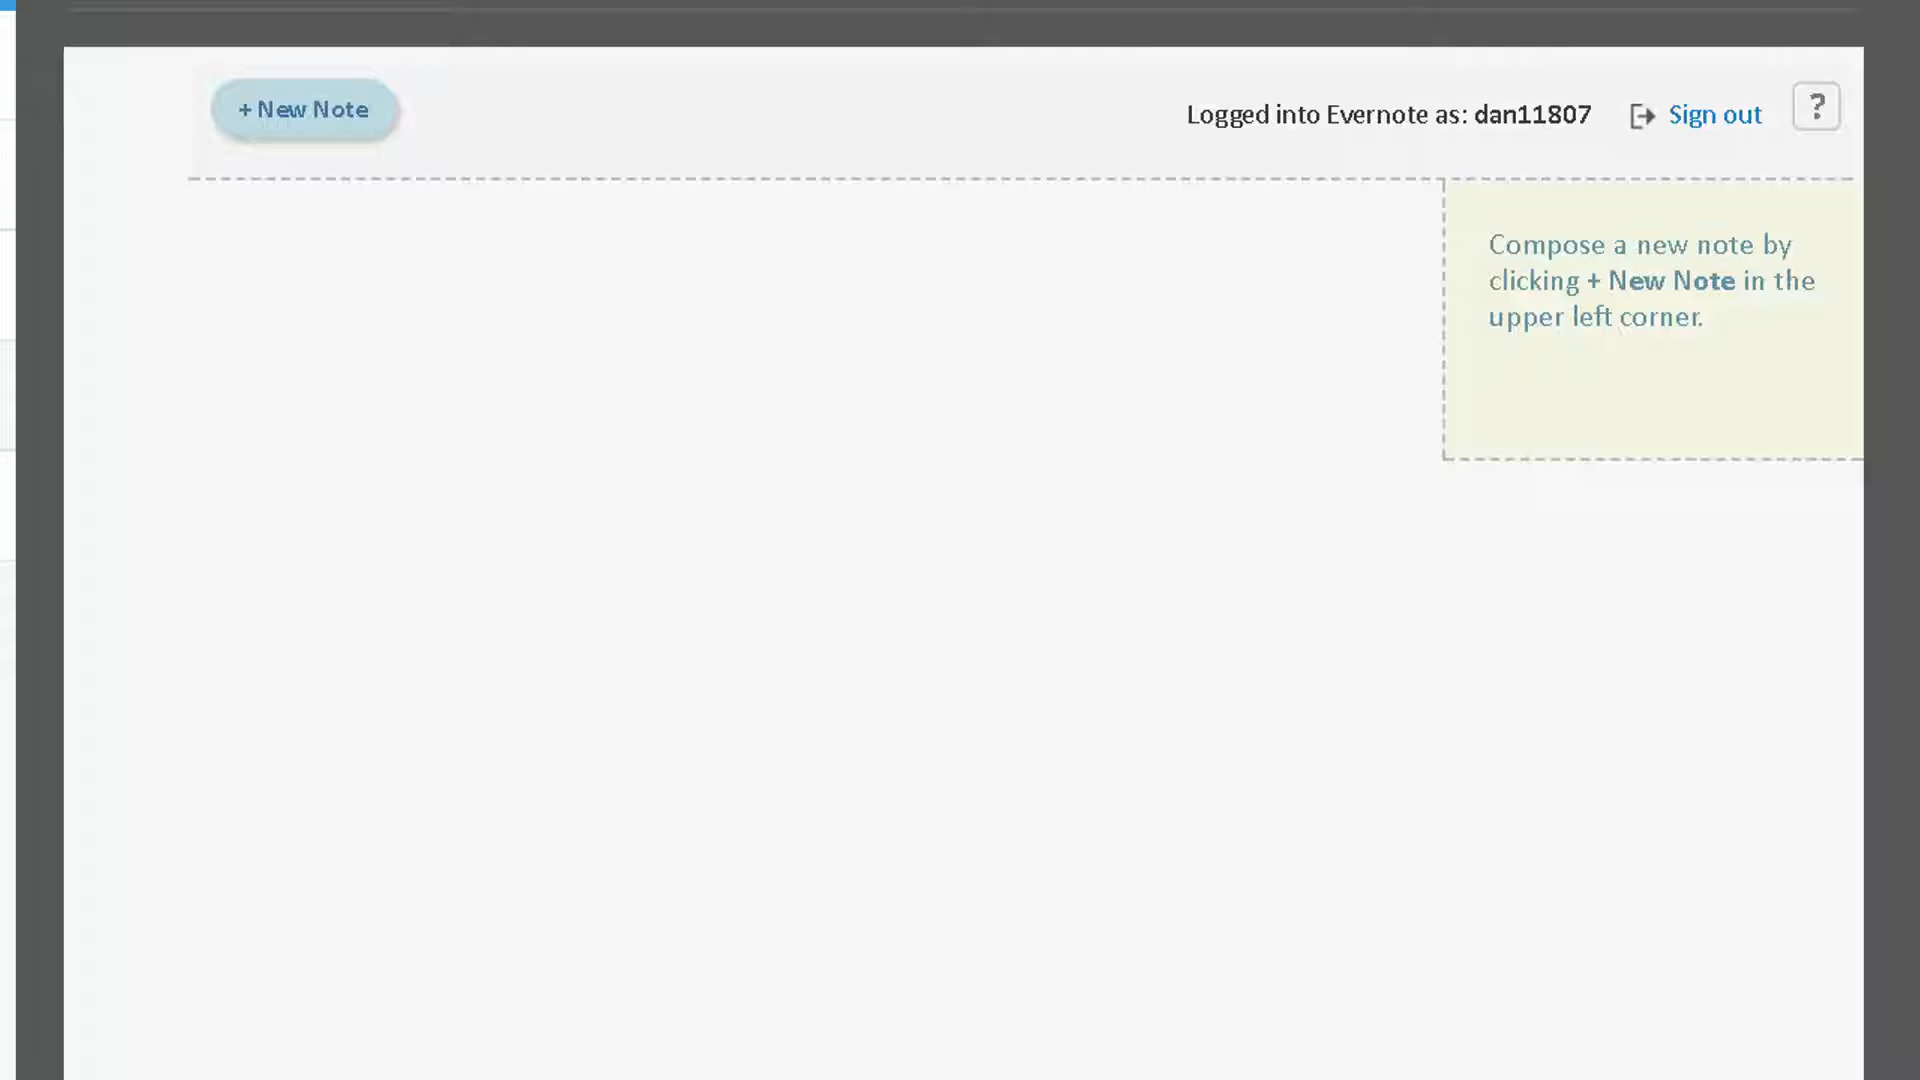 + New Note
Logged into Evernote as: dan11807 Sign out ?
Compose a new note by
clicking + New Note in the
upper left corner.